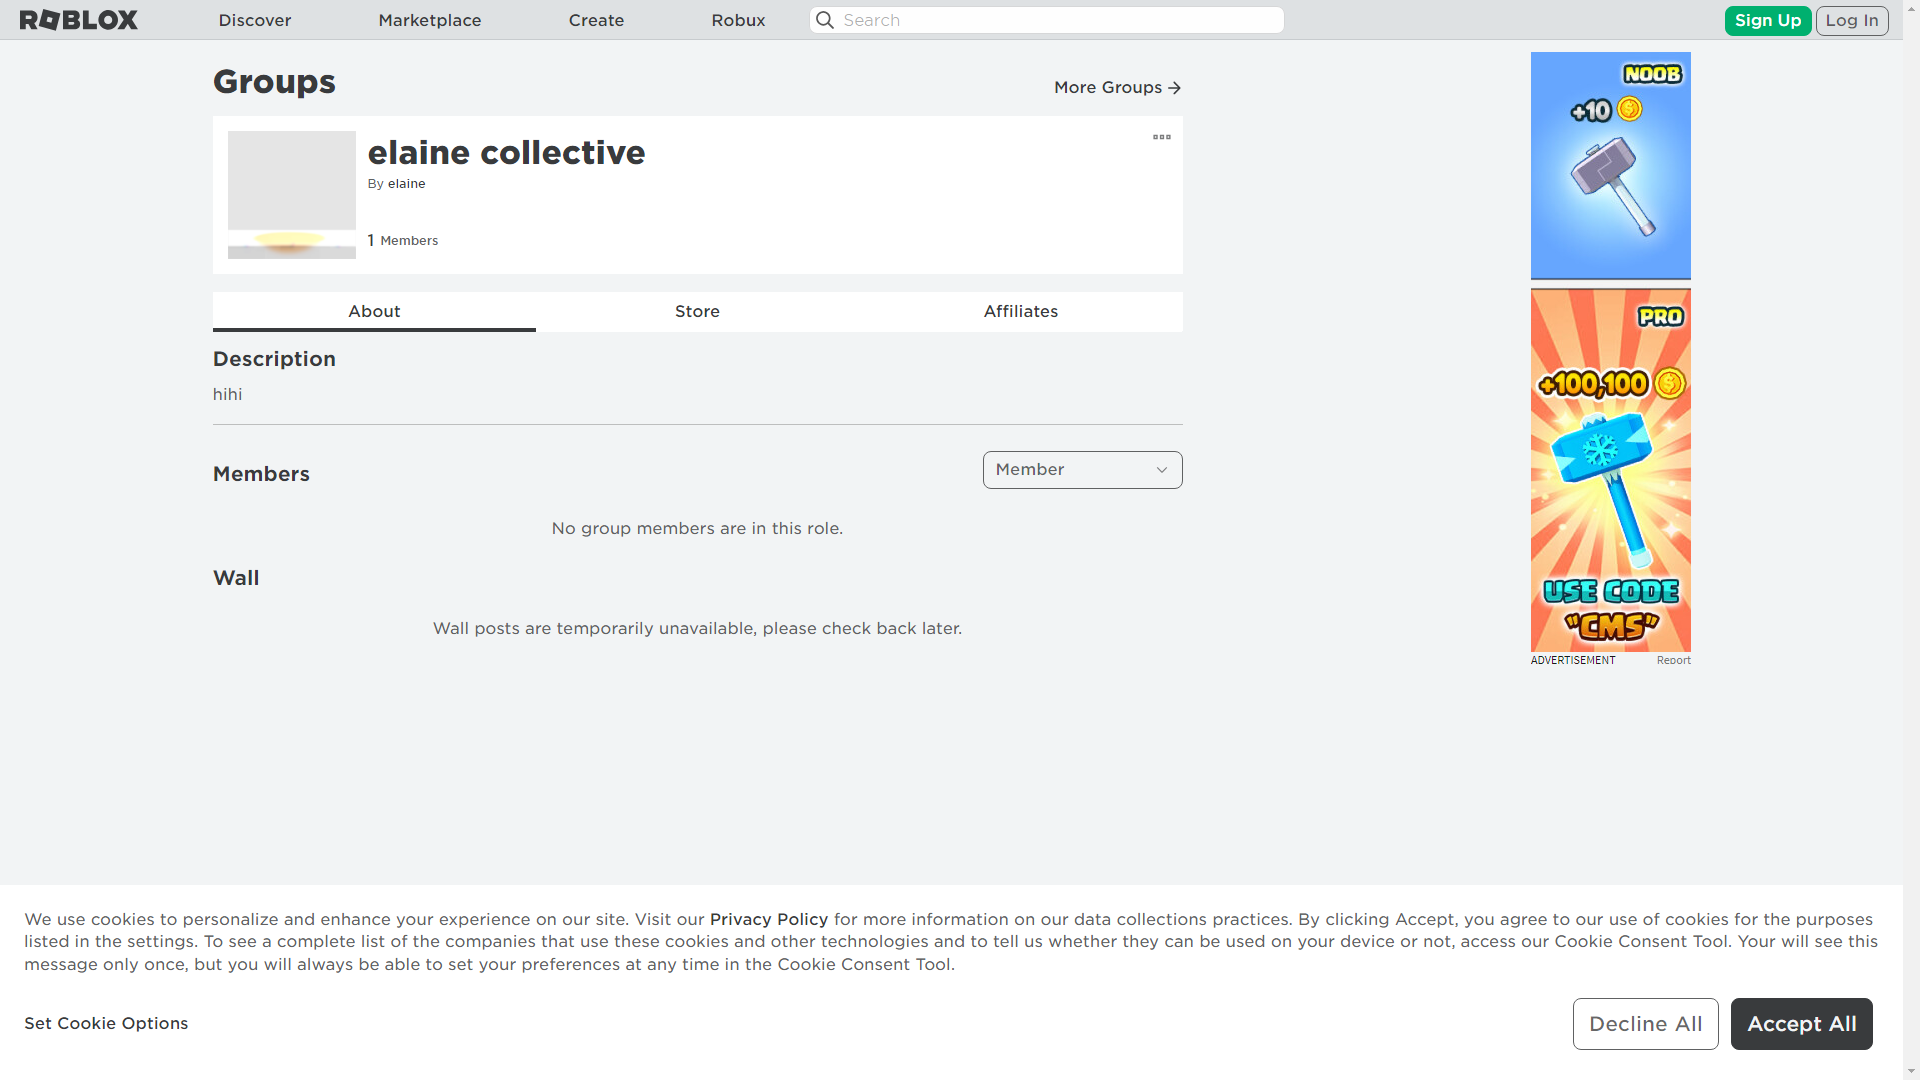 ROBLOX
Discover
Marketplace
Create
Robux
Search
Sign Up
Log In
Groups
More Groups
elaine collective
By elaine
1 Members
About
Store
Affiliates
Description
hihi
Members
Member
No group members are in this role.
Wall
Wall posts are temporarily unavailable, please check back later.
NOOB
+10
PRO
+100,100
USE CODE
"CMS"
ADVERTISEMENT
Report
We use cookies to personalize and enhance your experience on our site. Visit our Privacy Policy for more information on our data collections practices. By clicking Accept, you agree to our use of cookies for the purposes
listed in the settings. To see a complete list of the companies that use these cookies and other technologies and to tell us whether they can be used on your device or not, access our Cookie Consent Tool. Your will see this
message only once, but you will always be able to set your preferences at any time in the Cookie Consent Tool.
Set Cookie Options
Decline All
Accept All